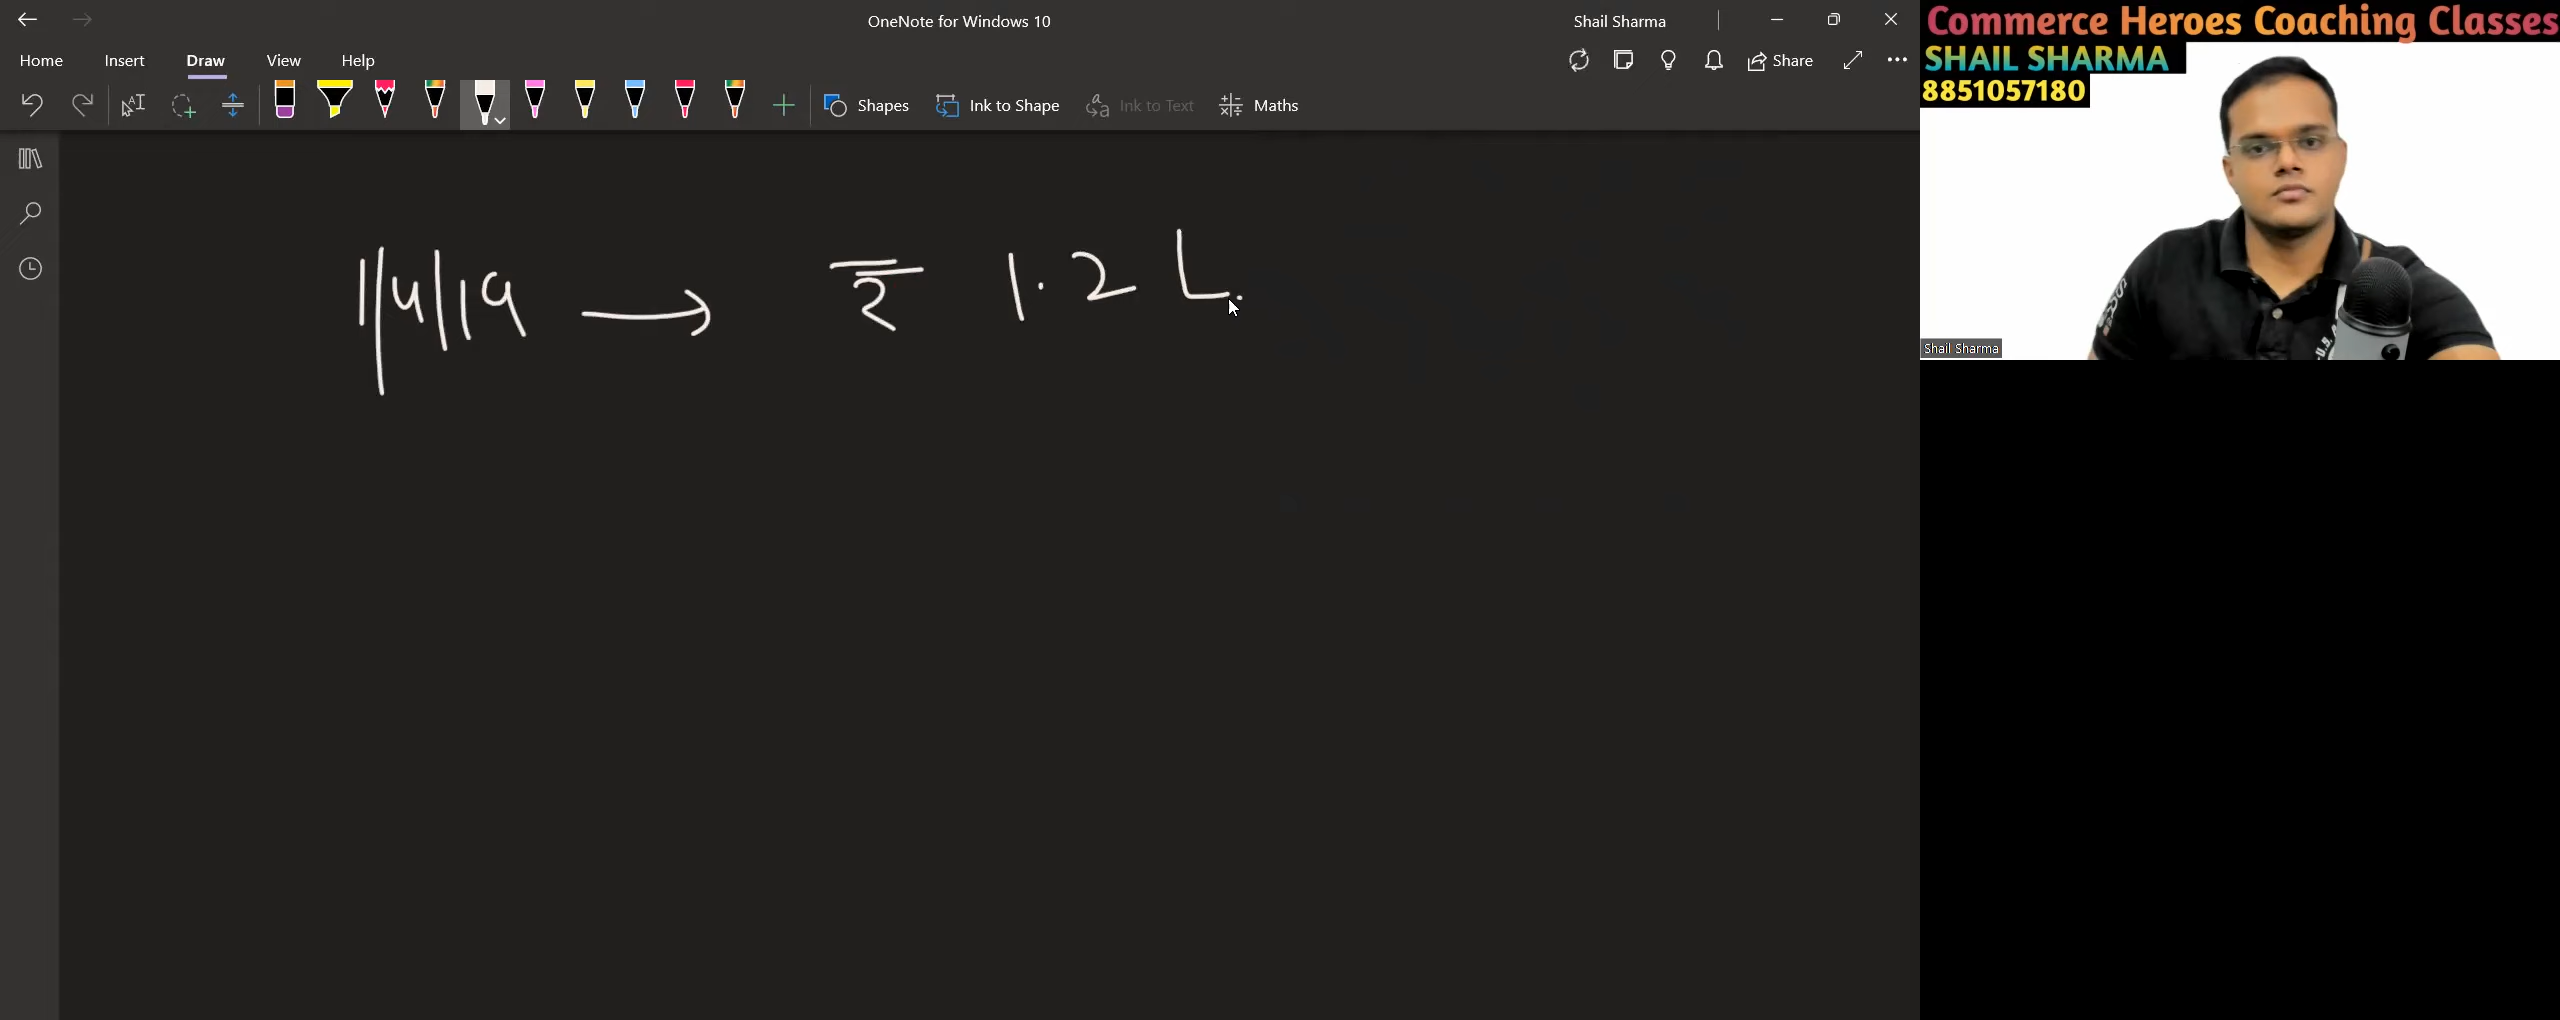 OneNote for Windows 10
Shail Sharma
Home Insert Draw View Help
Share
Shapes Ink to Shape Ink to Text Maths
1/4/19 → ₹ 1.2 L.
Commerce Heroes Coaching Classes
SHAIL SHARMA
8851057180
Shail Sharma